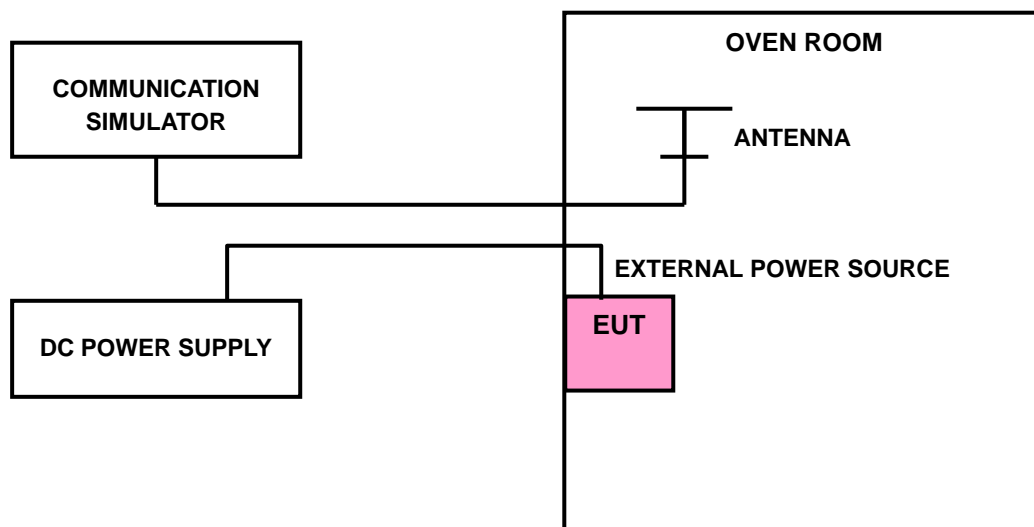 OVEN ROOM
COMMUNICATION
SIMULATOR
ANTENNA
EXTERNAL POWER SOURCE
EUT
DC POWER SUPPLY